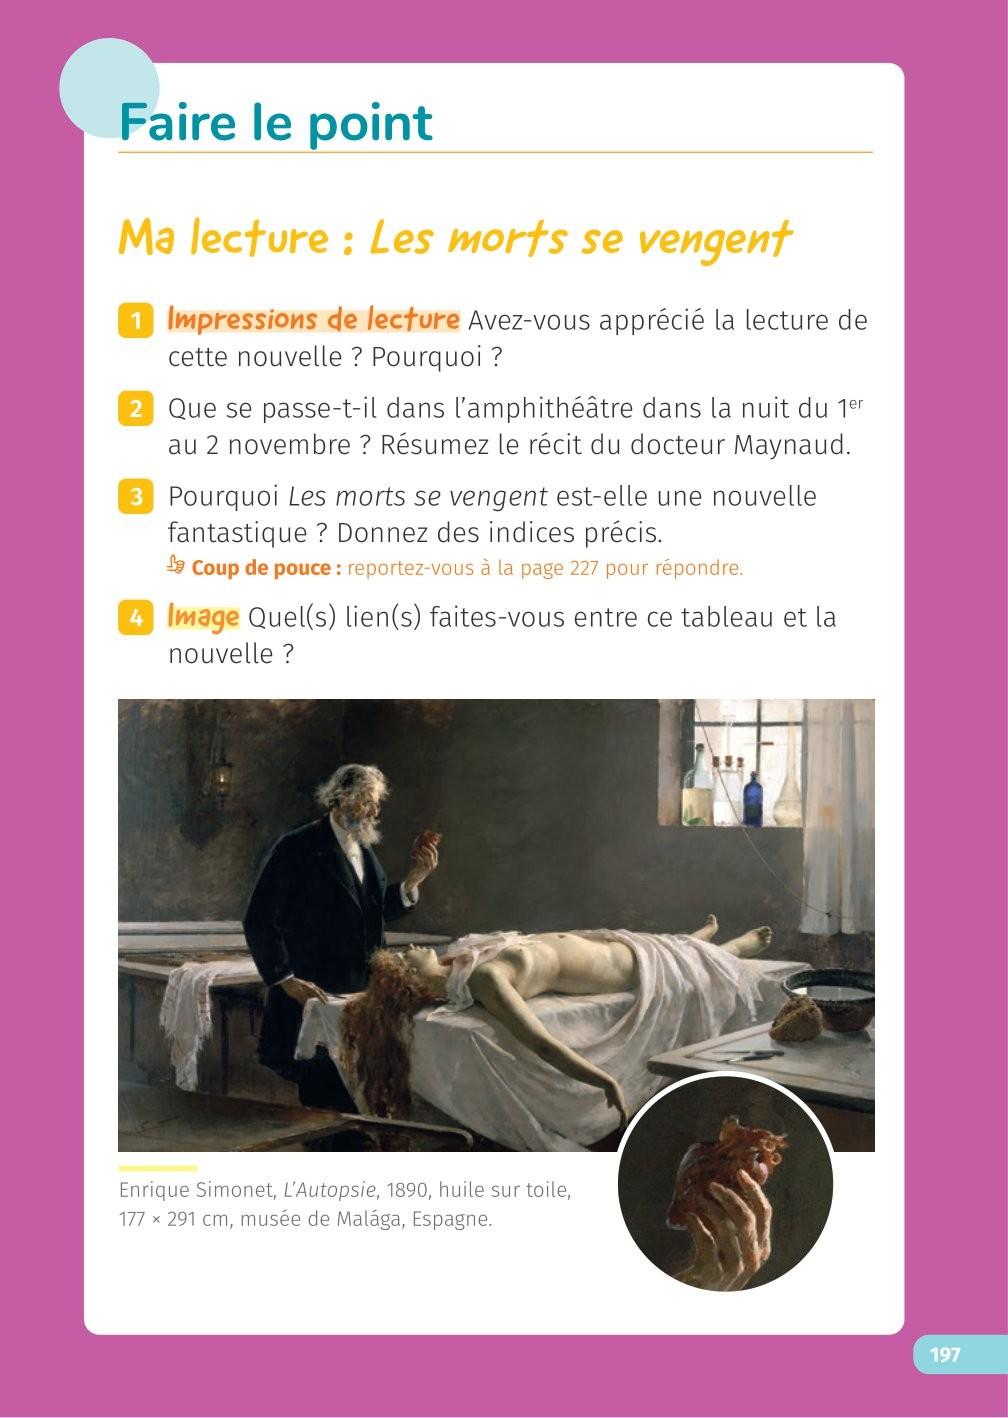 Faire le point
Ma lecture : Les morts se vengent
1 Impressions de lecture Avez-vous apprécié la lecture de
cette nouvelle ? Pourquoi ?
2 Que se passe-t-il dans l’amphithéâtre dans la nuit du 1er
au 2 novembre ? Résumez le récit du docteur Maynaud.
3 Pourquoi Les morts se vengent est-elle une nouvelle
fantastique ? Donnez des indices précis.
Coup de pouce : reportez-vous à la page 227 pour répondre.
4 Image Quel(s) lien(s) faites-vous entre ce tableau et la
nouvelle ?
Enrique Simonet, L’Autopsie, 1890, huile sur toile,
177 × 291 cm, musée de Malága, Espagne.
197